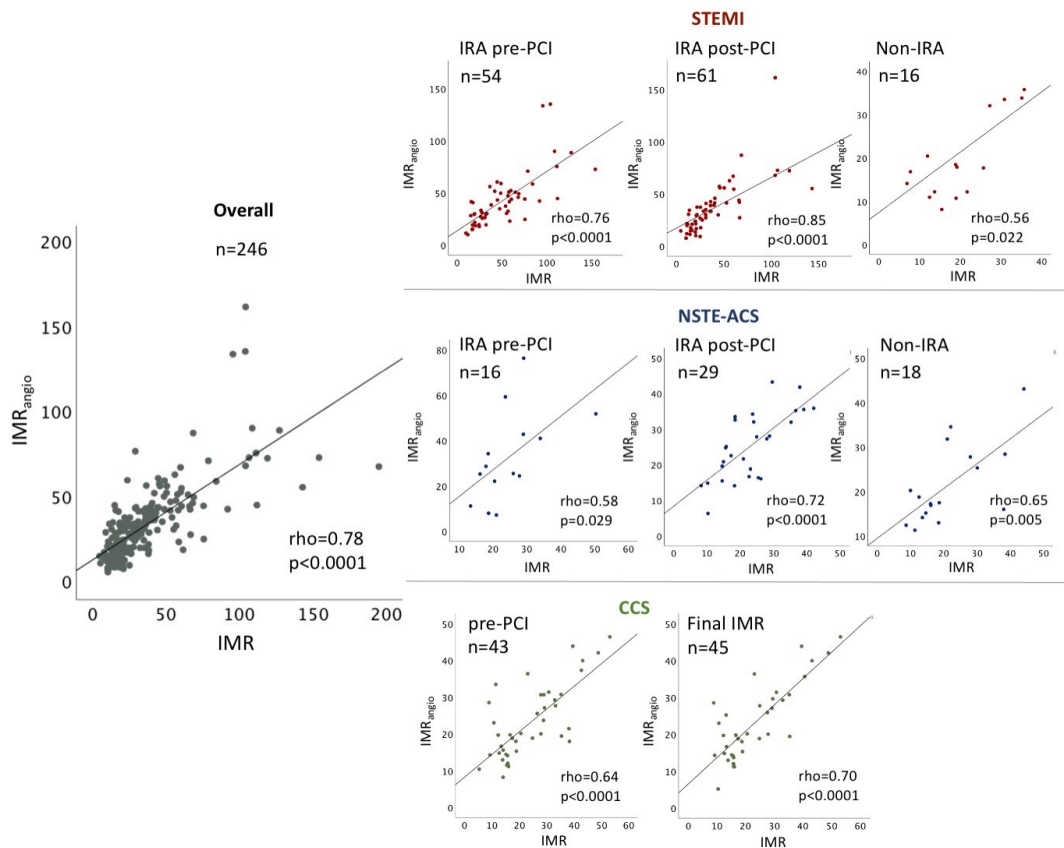 Overall
n=246
IMRangio
200
150
100
50
0
0 50 100 150 200
IMR
rho=0.78
p<0.0001
STEMI
IRA pre-PCI
n=54
IMRangio
150
100
50
0
0 50 100 150
IMR
rho=0.76
p<0.0001
IRA post-PCI
n=61
IMRangio
150
100
50
0
0 50 100 150
IMR
rho=0.85
p<0.0001
Non-IRA
n=16
IMRangio
40
30
20
10
0
0 10 20 30 40
IMR
rho=0.56
p=0.022
NSTE-ACS
IRA pre-PCI
n=16
IMRangio
80
60
40
20
0
10 20 30 40 50 60
IMR
rho=0.58
p=0.029
IRA post-PCI
n=29
IMRangio
50
40
30
20
10
0
0 10 20 30 40 50
IMR
rho=0.72
p<0.0001
Non-IRA
n=18
IMRangio
50
40
30
20
10
0 10 20 30 40 50
IMR
rho=0.65
p=0.005
CCS
pre-PCI
n=43
IMRangio
50
40
30
20
10
0
0 10 20 30 40 50 60
IMR
rho=0.64
p<0.0001
Final IMR
n=45
IMRangio
50
40
30
20
10
0
0 10 20 30 40 50 60
IMR
rho=0.70
p<0.0001